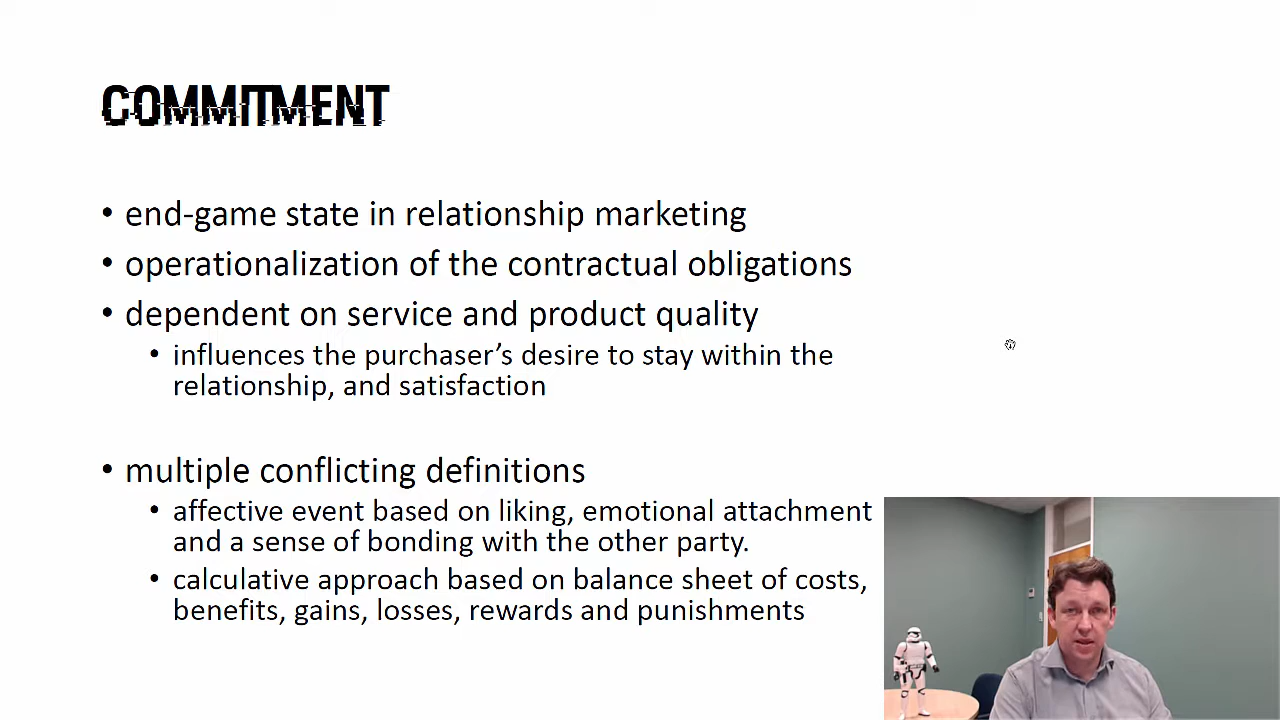 COMMITMENT
• end-game state in relationship marketing
• operationalization of the contractual obligations
• dependent on service and product quality
• influences the purchaser’s desire to stay within the
relationship, and satisfaction
• multiple conflicting definitions
• affective event based on liking, emotional attachment
and a sense of bonding with the other party.
• calculative approach based on balance sheet of costs,
benefits, gains, losses, rewards and punishments